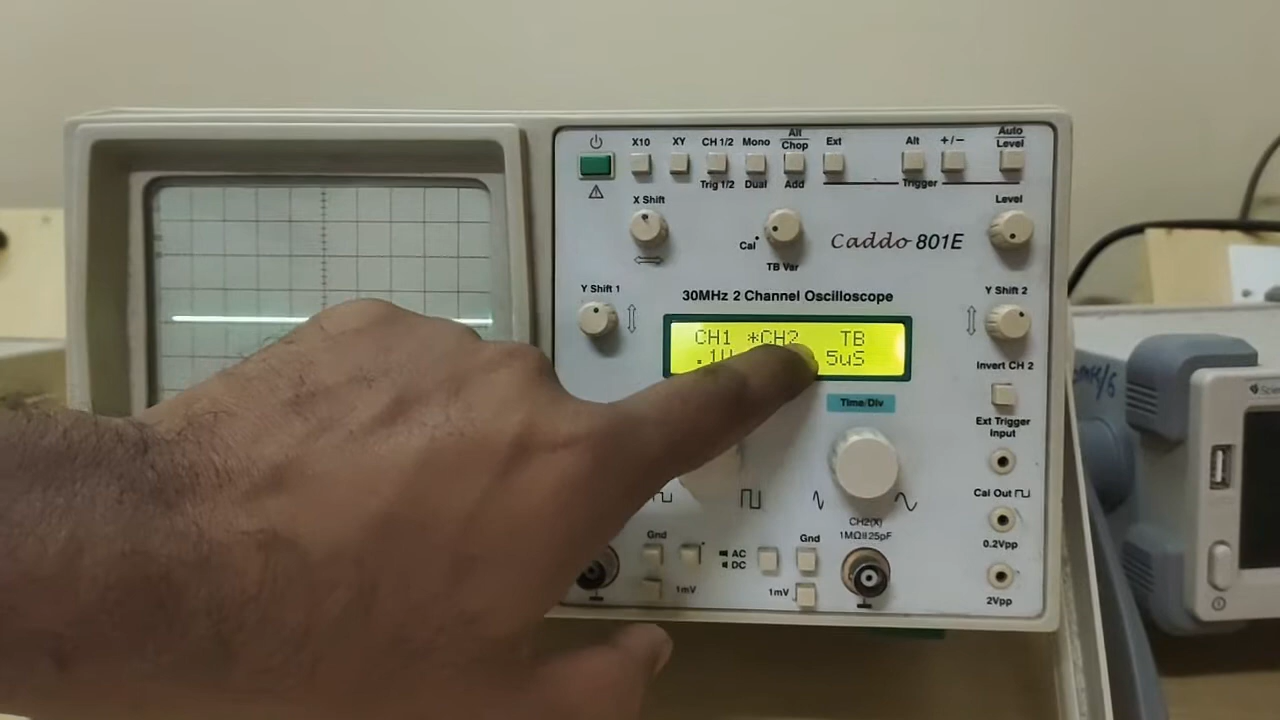 X10 XY CH 1/2 Mono Alt Chop Ext Alt +/− Auto Level
Trig 1/2 Dual Add Trigger
X Shift Level
Cal TB Var Caddo 801E
Y Shift 1 30MHz 2 Channel Oscilloscope Y Shift 2
CH1 *CH2 TB
5uS
Invert CH 2
Time/Div
Ext Trigger
Input
Cal Out
CH2(X)
1MΩ 25pF
Gnd AC Gnd 0.2Vpp
DC
1mV 1mV 2Vpp